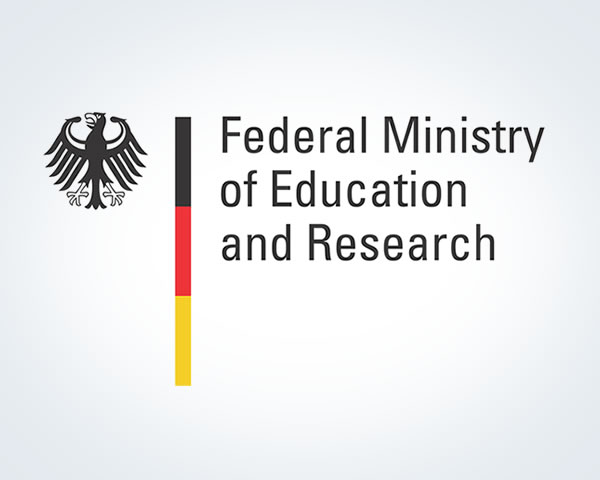 Federal Ministry
of Education
and Research